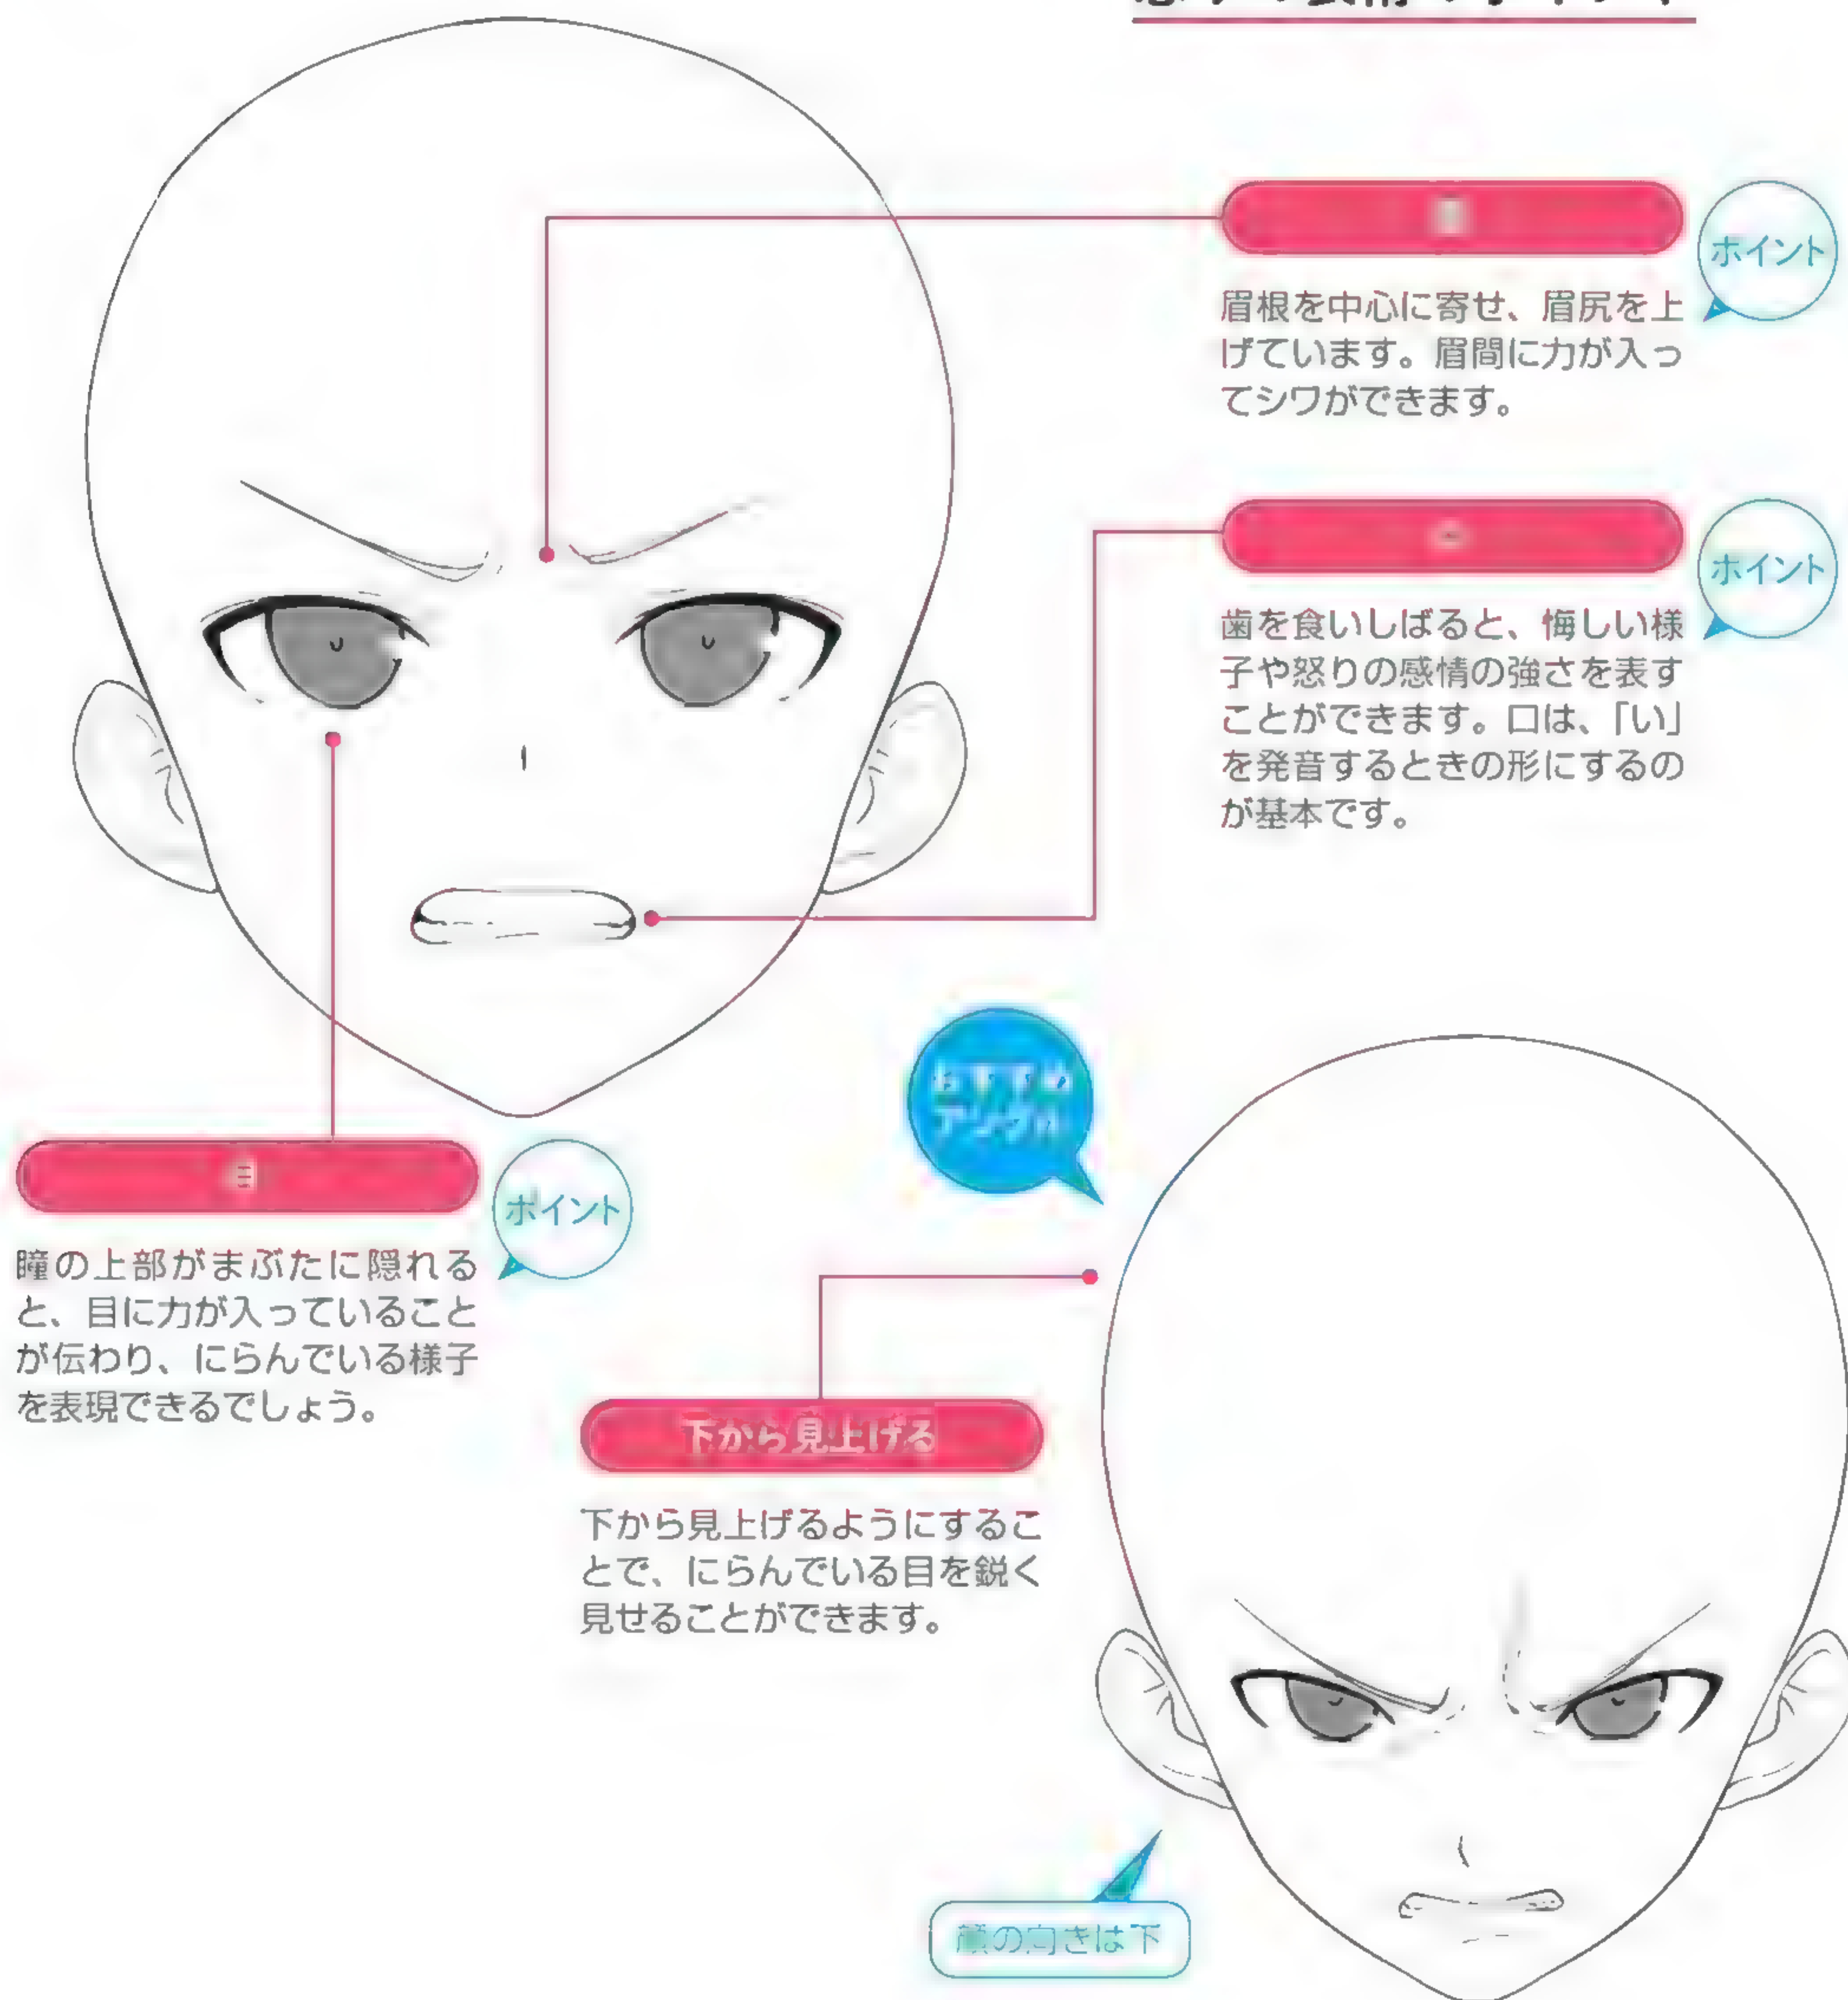 眉
ポイント
眉根を中心に寄せ、眉尻を上
げています。眉間に力が入っ
てシワができます。
ポイント
歯を食いしばると、悔しい様
子や怒りの感情の強さを表す
ことができます。口は、「い」
を発音するときの形にするの
が基本です。
目
ポイント
瞳の上部がまぶたに隠れる
と、目に力が入っていること
が伝わり、にらんでいる様子
を表現できるでしょう。
おすすめ
アングル
下から見上げる
下から見上げるようにするこ
とで、にらんでいる目を鋭く
見せることができます。
顔の向きは下